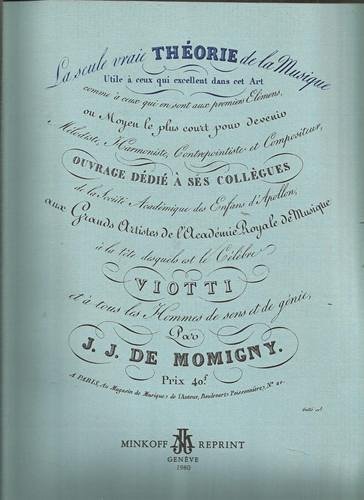 La seule vraie THÉORIE de la Musique
Utile à ceux qui excellent dans cet Art
comme à ceux qui en sont aux premiers Elémens,
ou Moyen le plus court pour devenir
Mélodiste, Harmoniste, Contrepointiste et Compositeur,
OUVRAGE DÉDIÉ À SES COLLÈGUES
de la Société Académique des Enfans d'Apollon,
aux Grands Artistes de l'Académie Royale de Musique
à la tête desquels est le Célèbre
VIOTTI
et à tous les Hommes de sens et de génie,
Par
J. J. DE MOMIGNY.
Prix 40f
A PARIS, Au Magasin de Musique, de l'Auteur, Boulevart Poissonnière, N° 20.
MINKOFF REPRINT
GENÈVE
1980